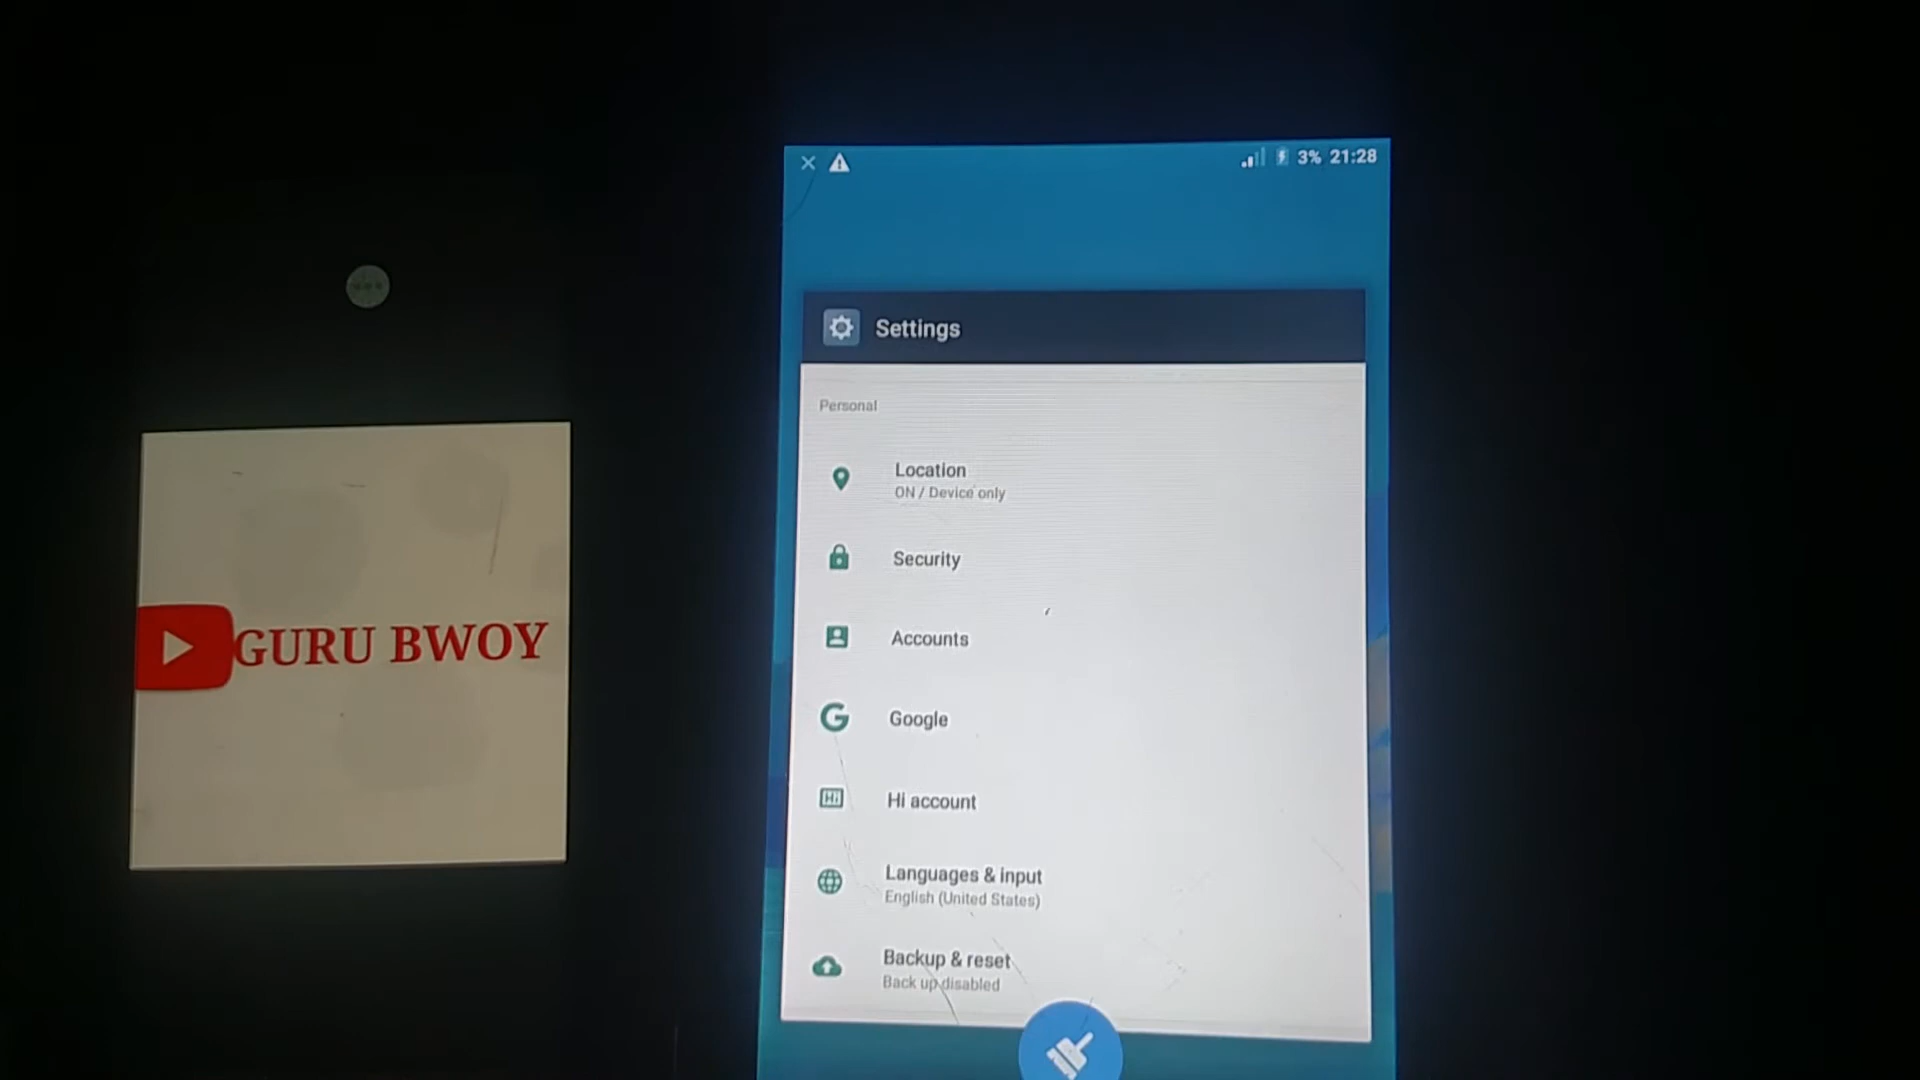 3% 21:28
Settings
Personal
Location
ON / Device only
Security
Accounts
Google
Hi account
Languages & input
English (United States)
Backup & reset
Back up disabled
GURU BWOY